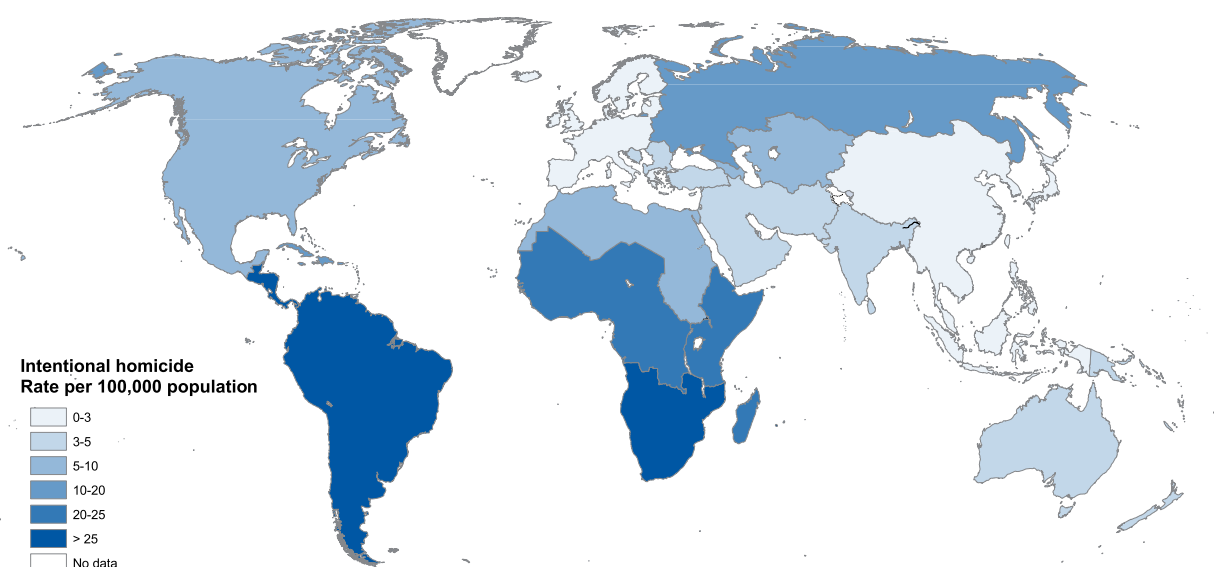 Intentional homicide
Rate per 100,000 population
0-3
3-5
5-10
10-20
20-25
> 25
No data